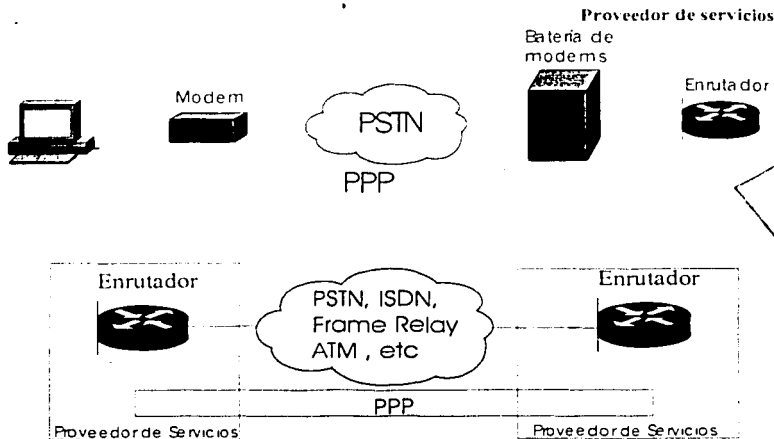 Proveedor de servicios
Batería de
modems
Modem
Enrutador
PSTN
PPP
Enrutador
Enrutador
PSTN, ISDN,
Frame Relay
ATM , etc
PPP
Proveedor de Servicios
Proveedor de Servicios